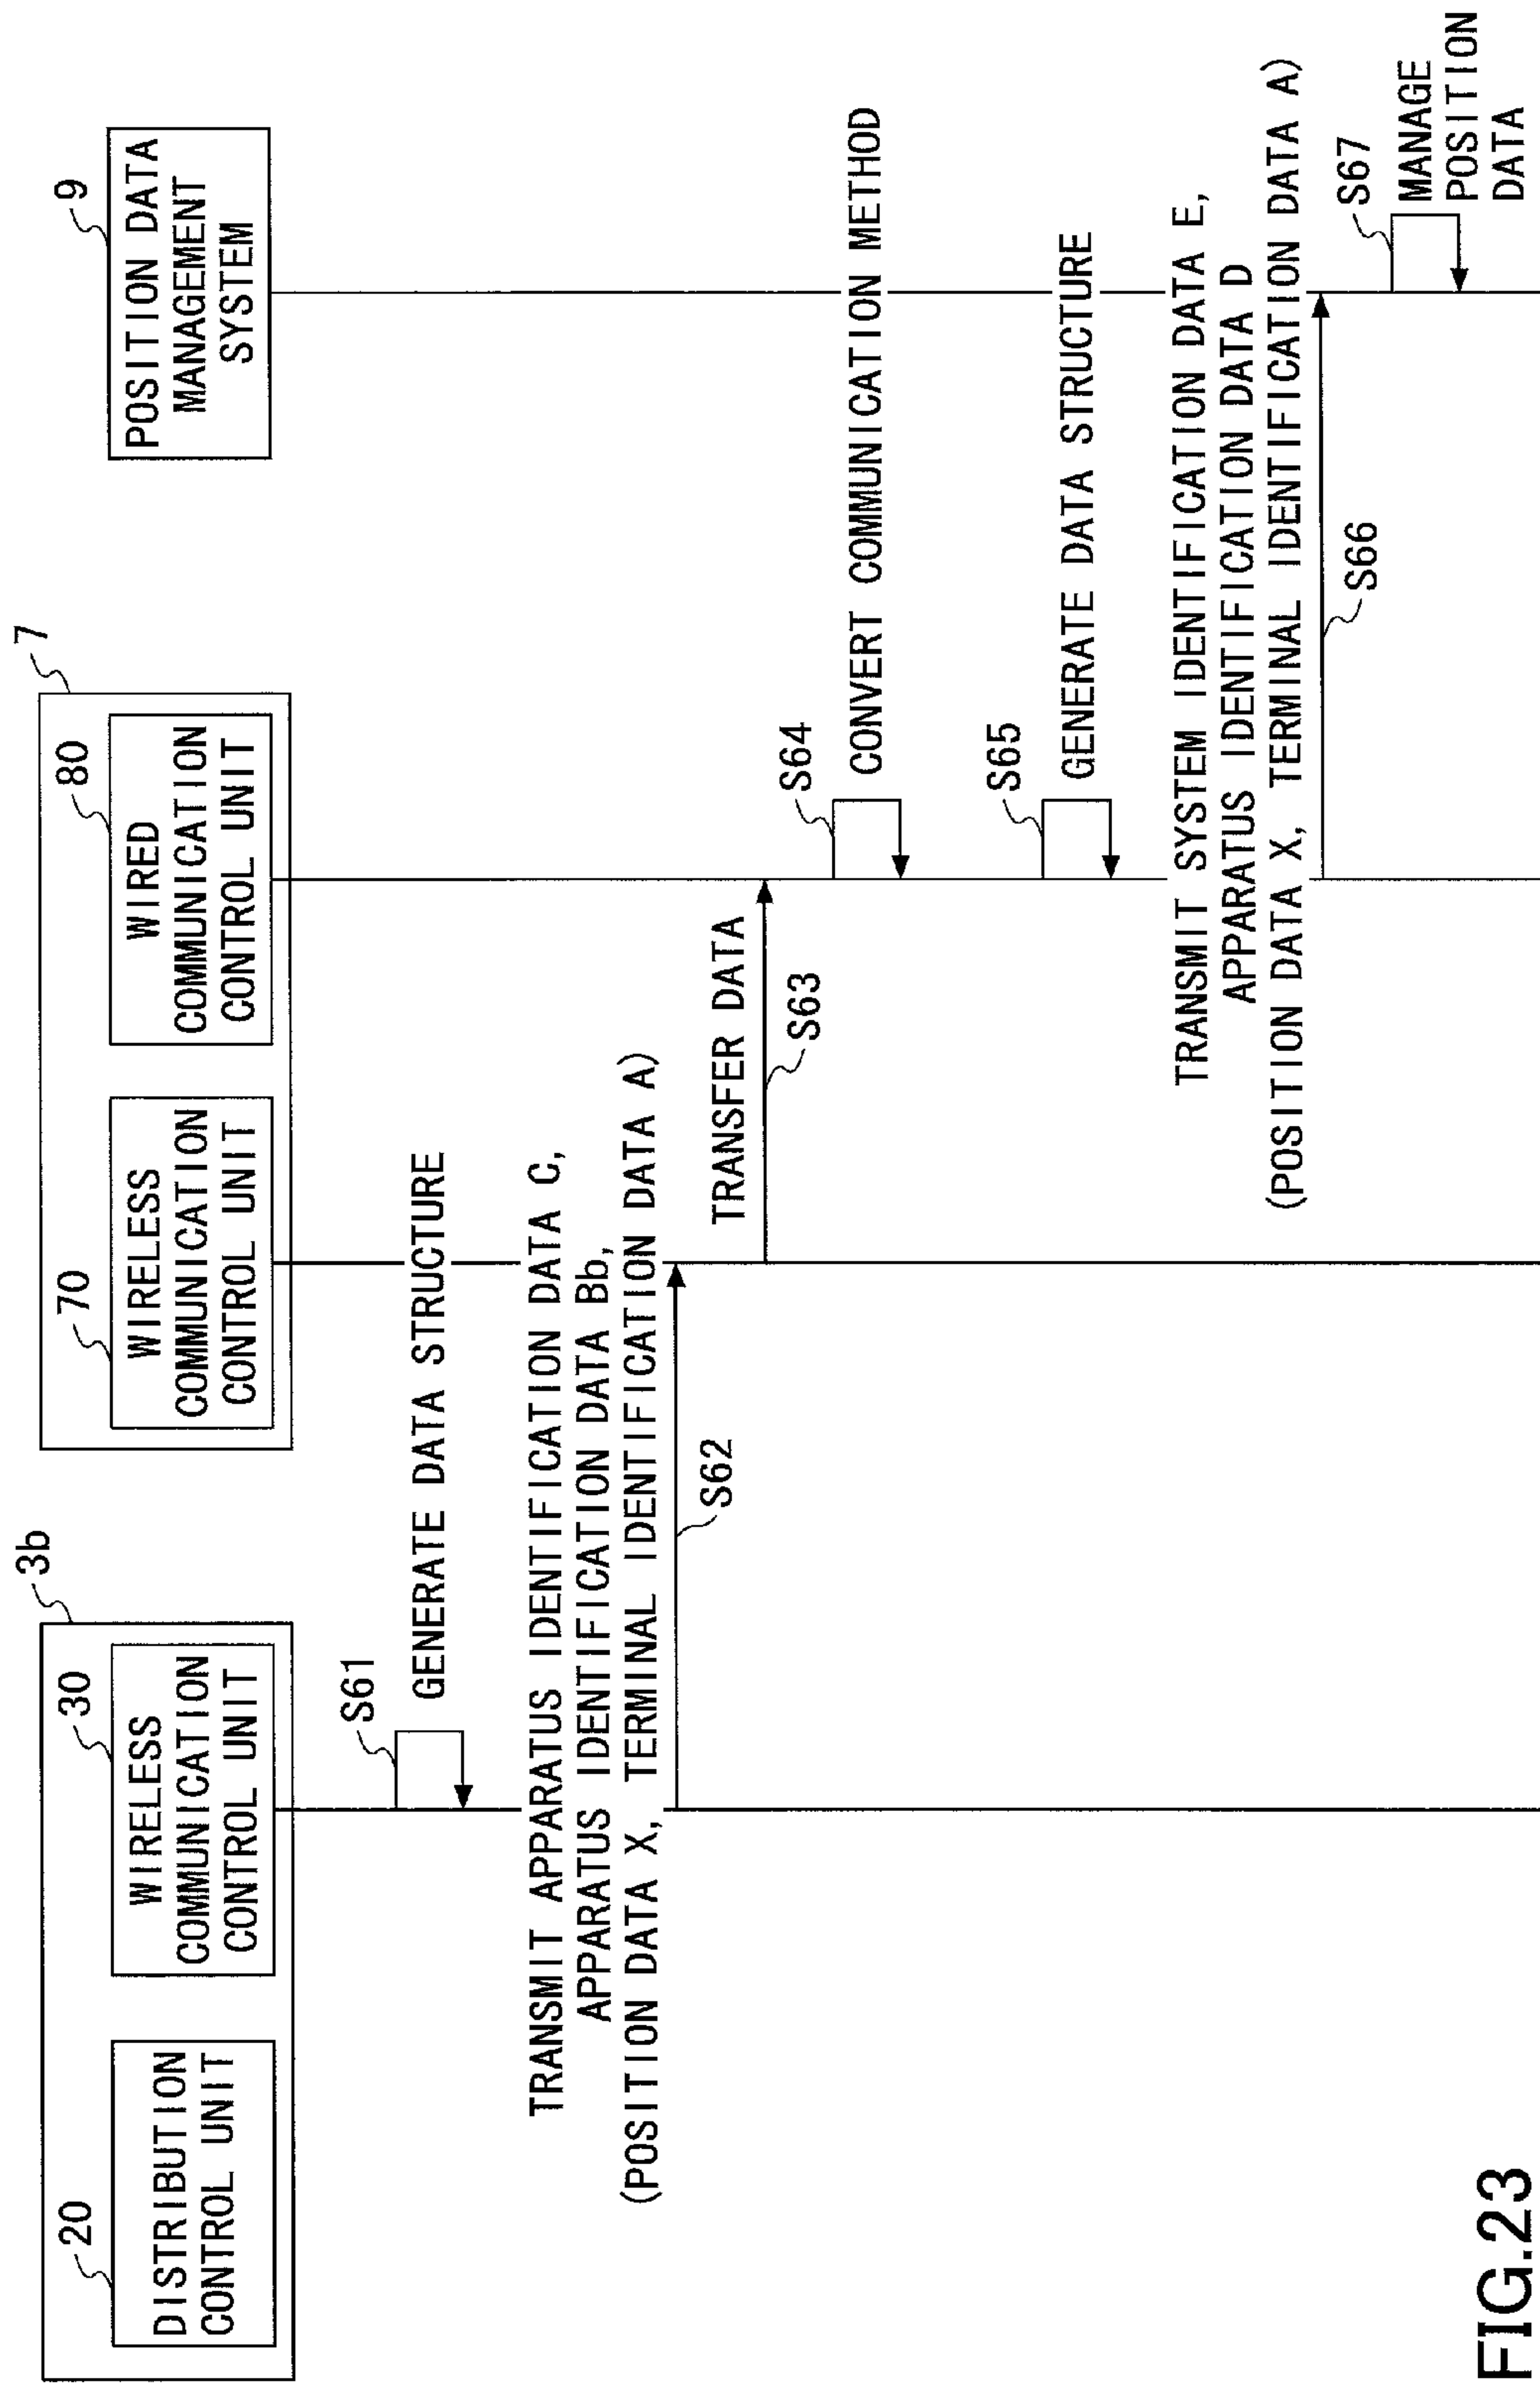 3b
7
9
20
DISTRIBUTION
CONTROL UNIT
30
WIRELESS
COMMUNICATION
CONTROL UNIT
70
WIRELESS
COMMUNICATION
CONTROL UNIT
80
WIRED
COMMUNICATION
CONTROL UNIT
POSITION DATA
MANAGEMENT
SYSTEM
S61
GENERATE DATA STRUCTURE
TRANSMIT APPARATUS IDENTIFICATION DATA C,
APPARATUS IDENTIFICATION DATA Bb,
(POSITION DATA X, TERMINAL IDENTIFICATION DATA A)
S62
TRANSFER DATA
S63
S64
CONVERT COMMUNICATION METHOD
S65
GENERATE DATA STRUCTURE
TRANSMIT SYSTEM IDENTIFICATION DATA E,
APPARATUS IDENTIFICATION DATA D
(POSITION DATA X, TERMINAL IDENTIFICATION DATA A)
S66
S67
MANAGE
POSITION
DATA
FIG.23